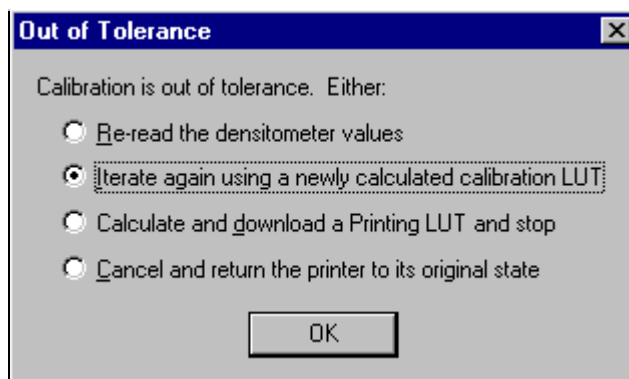 Out of Tolerance
Calibration is out of tolerance. Either:
Re-read the densitometer values
Iterate again using a newly calculated calibration LUT
Calculate and download a Printing LUT and stop
Cancel and return the printer to its original state
OK